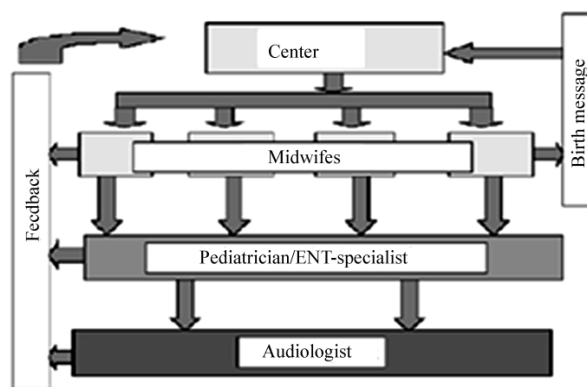 Center
Birth message
Midwifes
Feedback
Pediatrician/ENT-specialist
Audiologist